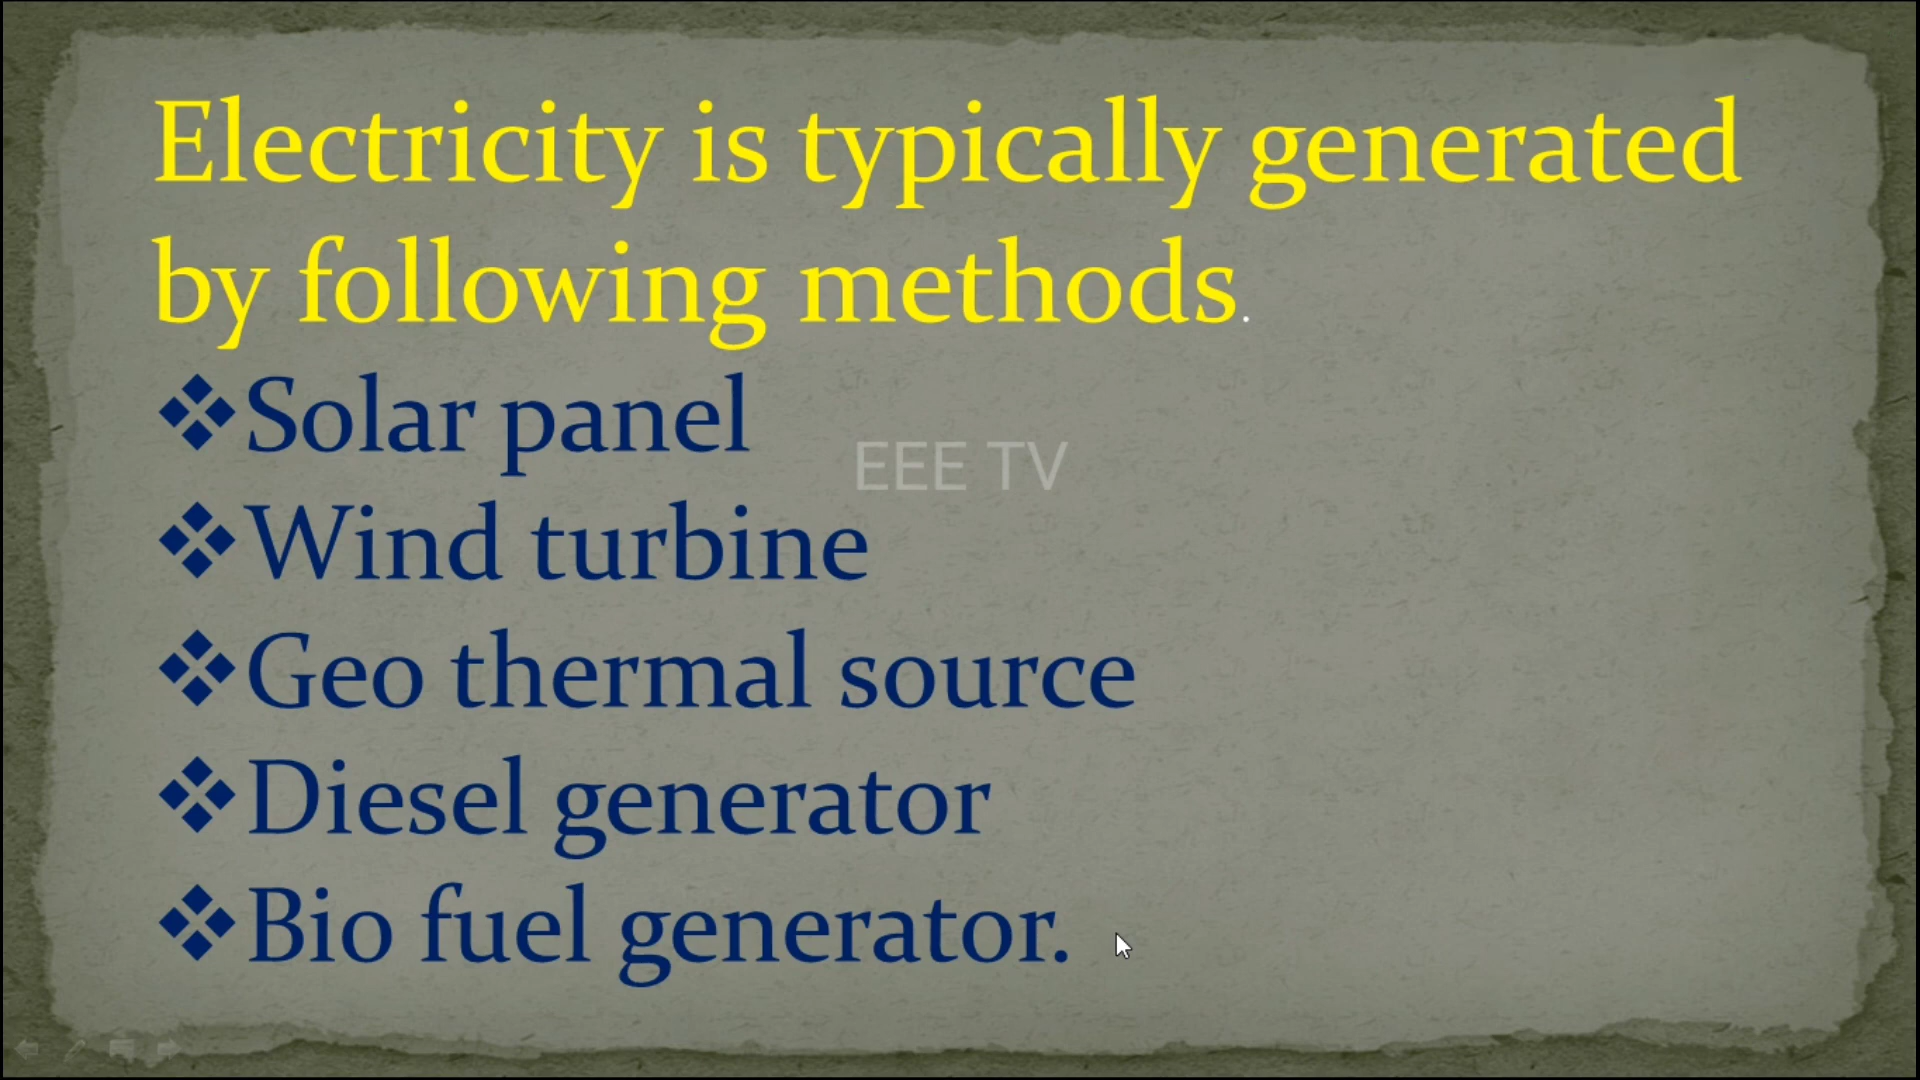 Electricity is typically generated
by following methods.
❖Solar panel
EEE TV
❖Wind turbine
❖Geo thermal source
❖Diesel generator
❖Bio fuel generator.